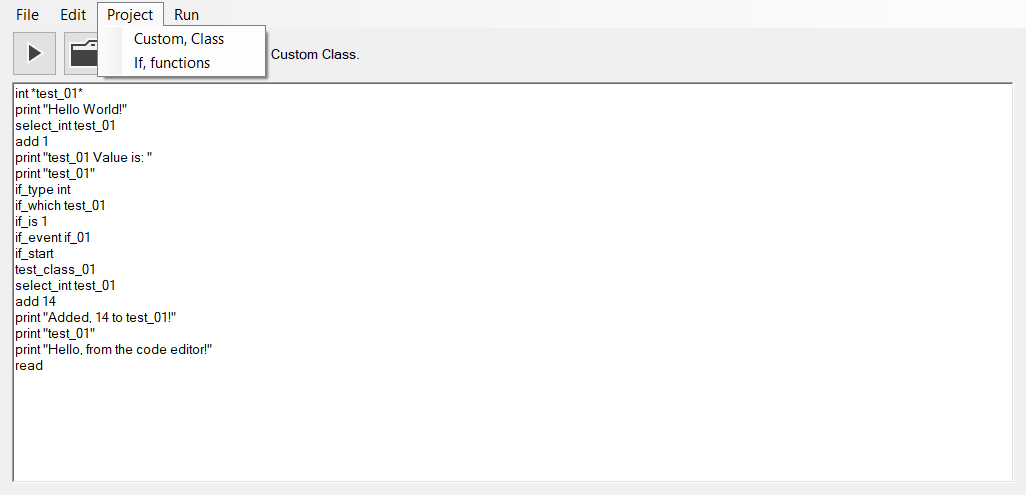 File Edit Project Run
Custom, Class
If, functions
Custom Class.
int *test_01*
print "Hello World!"
select_int test_01
add 1
print "test_01 Value is: "
print "test_01"
if_type int
if_which test_01
if_is 1
if_event if_01
if_start
test_class_01
select_int test_01
add 14
print "Added, 14 to test_01!"
print "test_01"
print "Hello, from the code editor!"
read